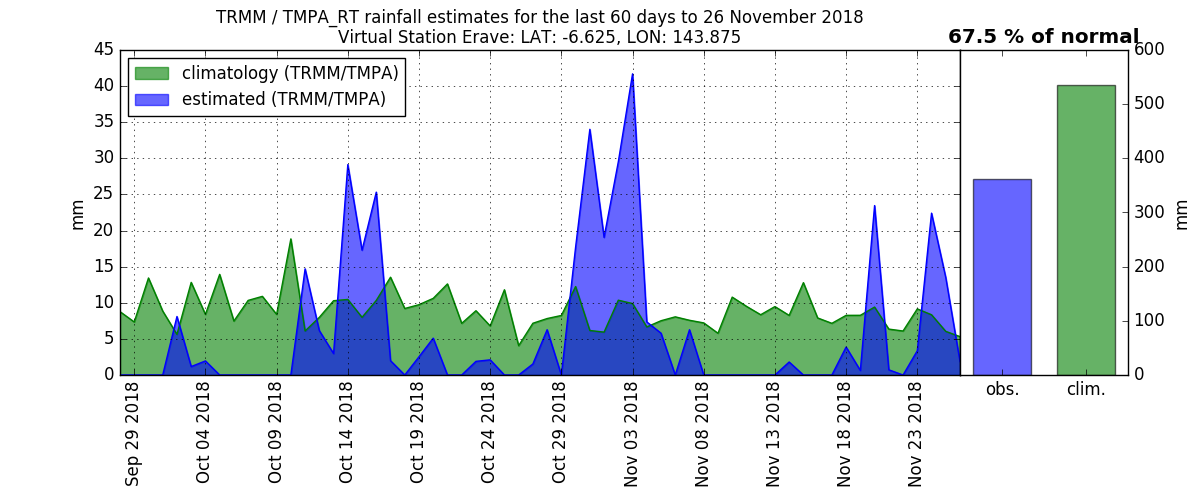 TRMM / TMPA_RT rainfall estimates for the last 60 days to 26 November 2018
Virtual Station Erave: LAT: -6.625, LON: 143.875
67.5 % of normal
climatology (TRMM/TMPA)
estimated (TRMM/TMPA)
45
40
35
30
25
20
15
10
5
0
mm
Sep 29 2018
Oct 04 2018
Oct 09 2018
Oct 14 2018
Oct 19 2018
Oct 24 2018
Oct 29 2018
Nov 03 2018
Nov 08 2018
Nov 13 2018
Nov 18 2018
Nov 23 2018
obs.
clim.
600
500
400
300
200
100
0
mm